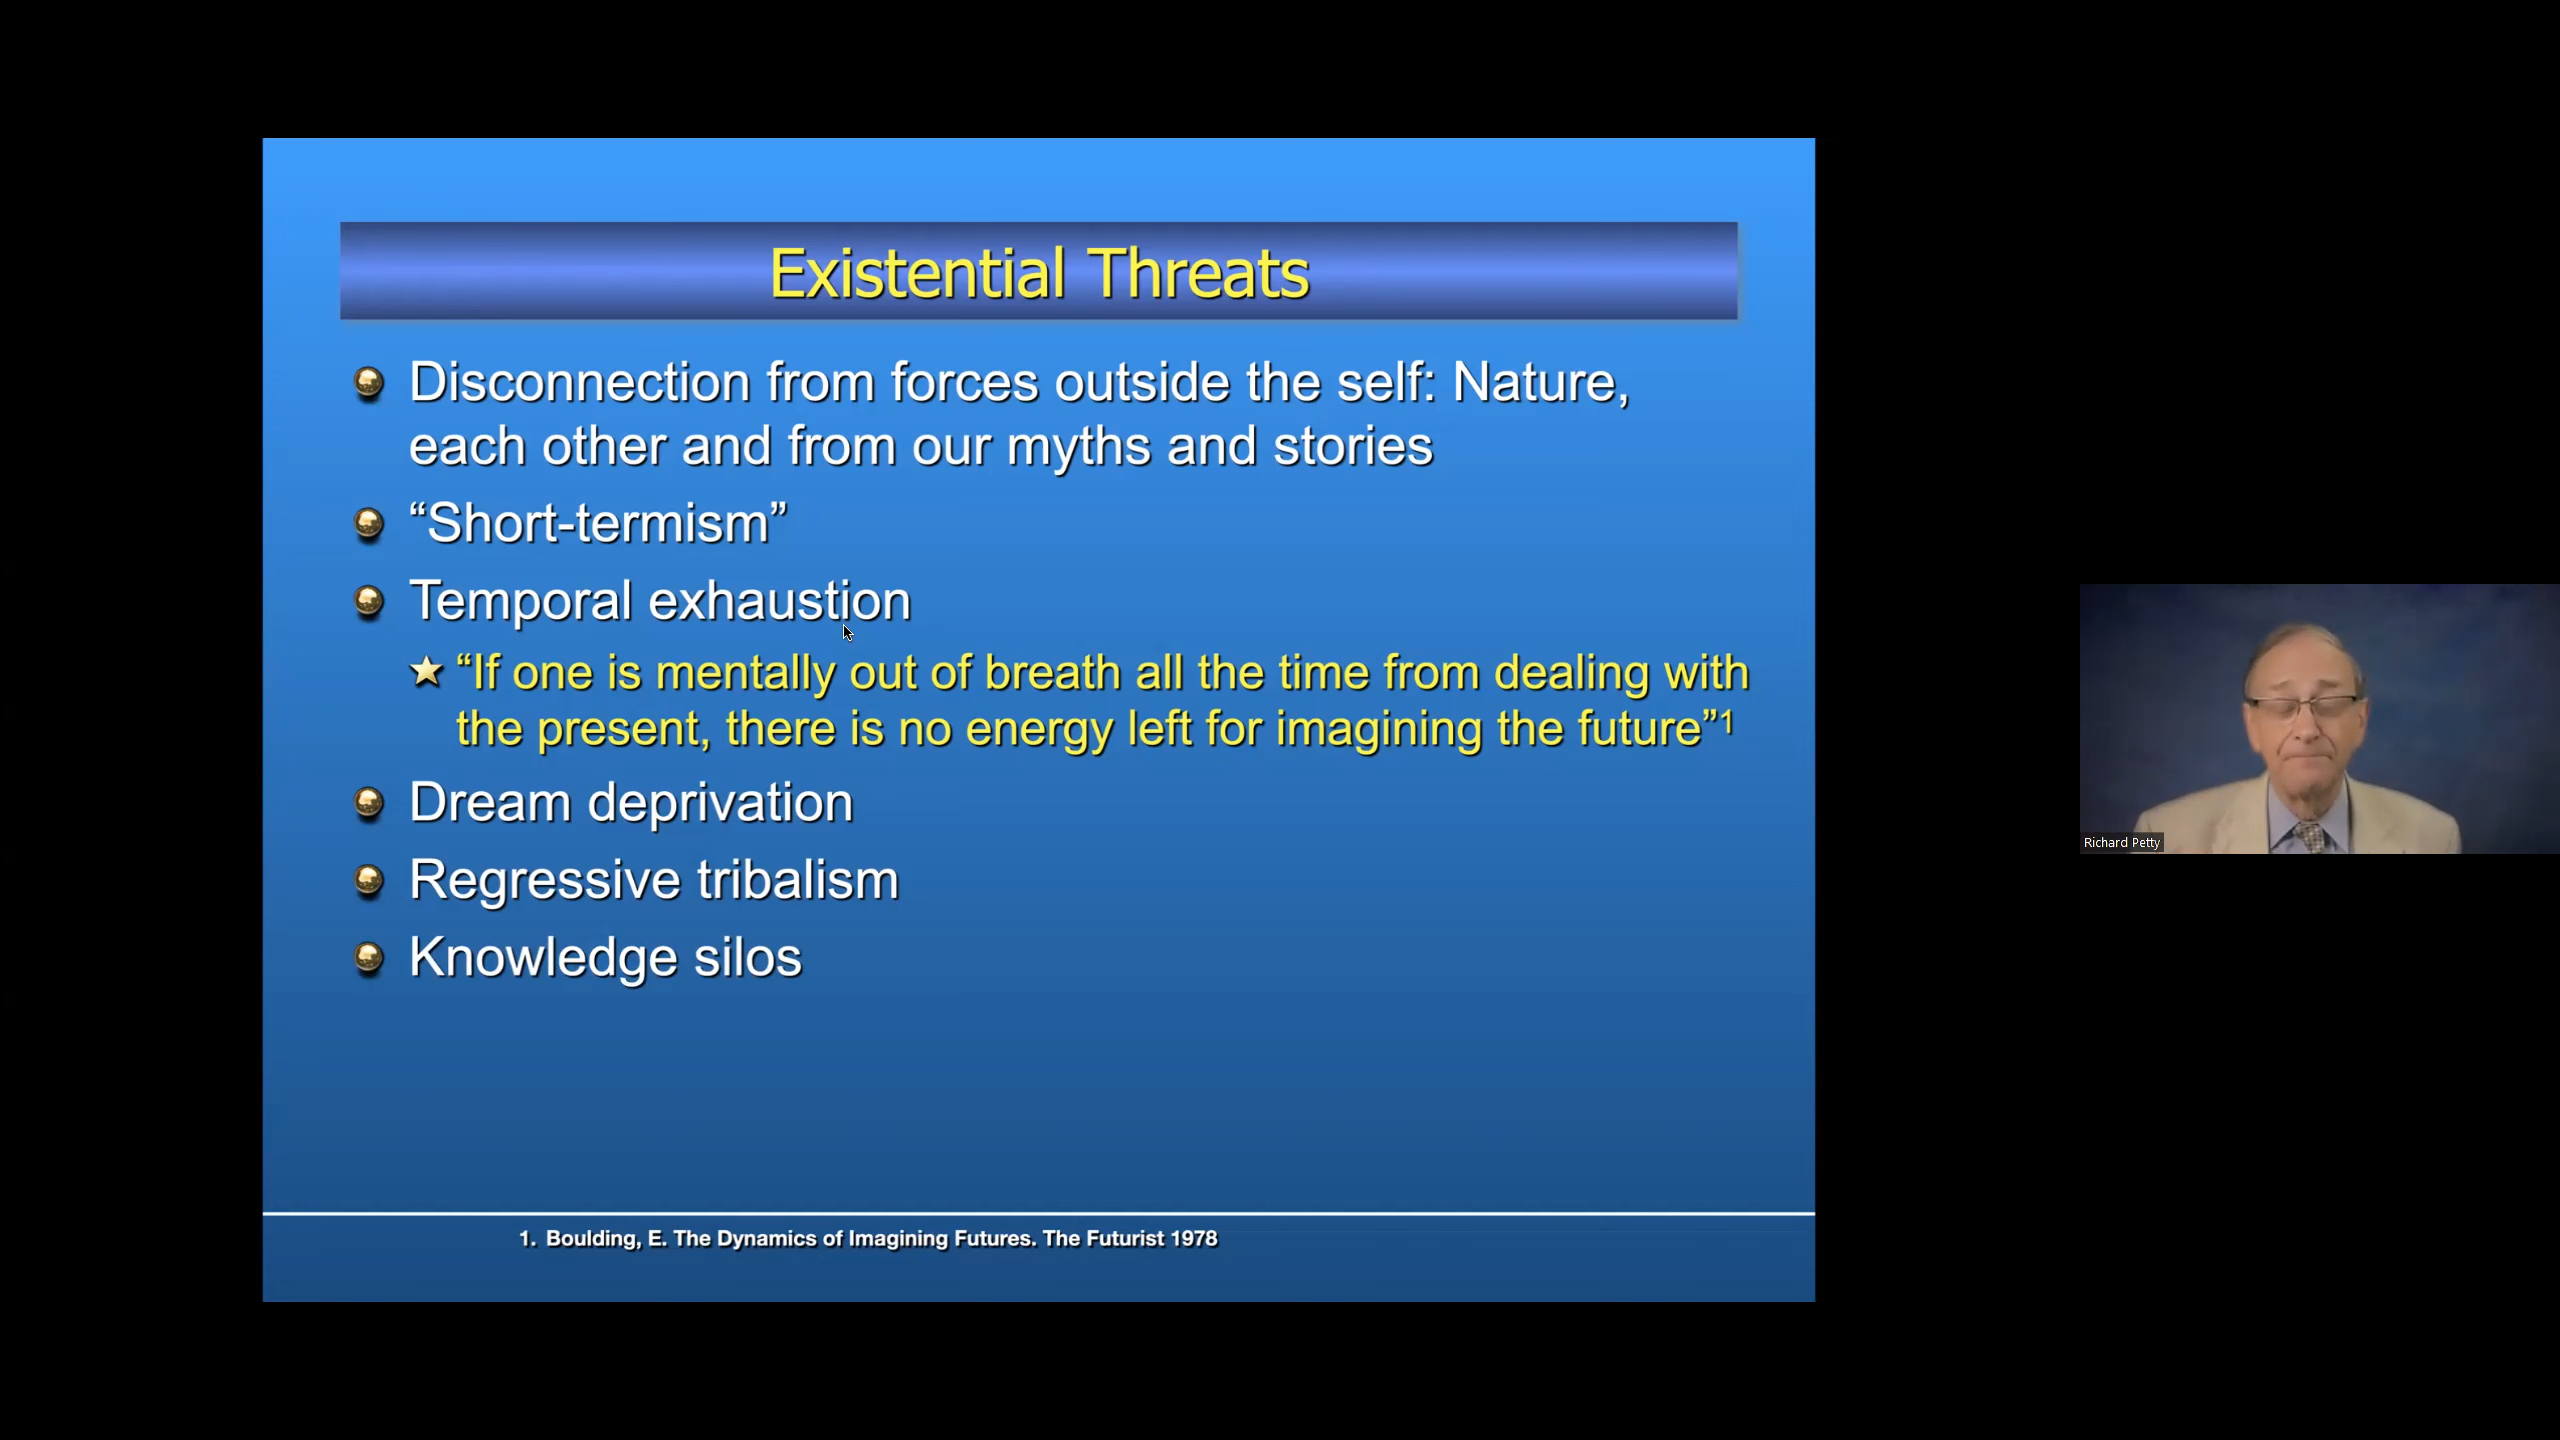 Existential Threats
Disconnection from forces outside the self: Nature,
each other and from our myths and stories
“Short-termism”
Temporal exhaustion
“If one is mentally out of breath all the time from dealing with
the present, there is no energy left for imagining the future”¹
Dream deprivation
Regressive tribalism
Knowledge silos
1. Boulding, E. The Dynamics of Imagining Futures. The Futurist 1978
Richard Petty